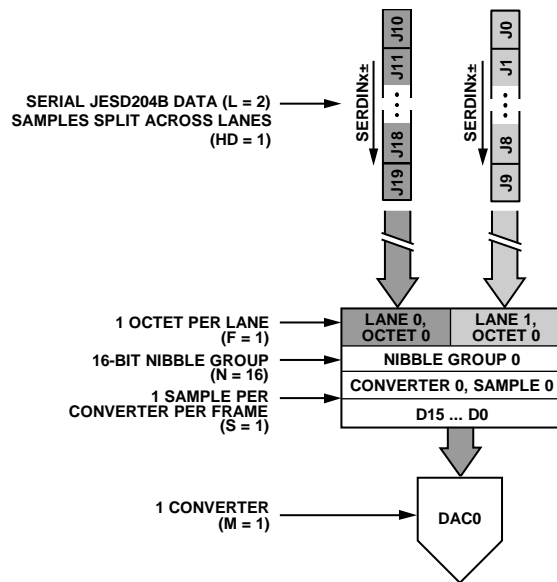 J10
J11
J18
J19
SERDINx±
J0
J1
J8
J9
SERDINx±
SERIAL JESD204B DATA (L = 2)
SAMPLES SPLIT ACROSS LANES
(HD = 1)
1 OCTET PER LANE
(F = 1)
LANE 0,
OCTET 0
LANE 1,
OCTET 0
16-BIT NIBBLE GROUP
(N = 16)
NIBBLE GROUP 0
CONVERTER 0, SAMPLE 0
1 SAMPLE PER
CONVERTER PER FRAME
(S = 1)
D15 ... D0
1 CONVERTER
(M = 1)
DAC0